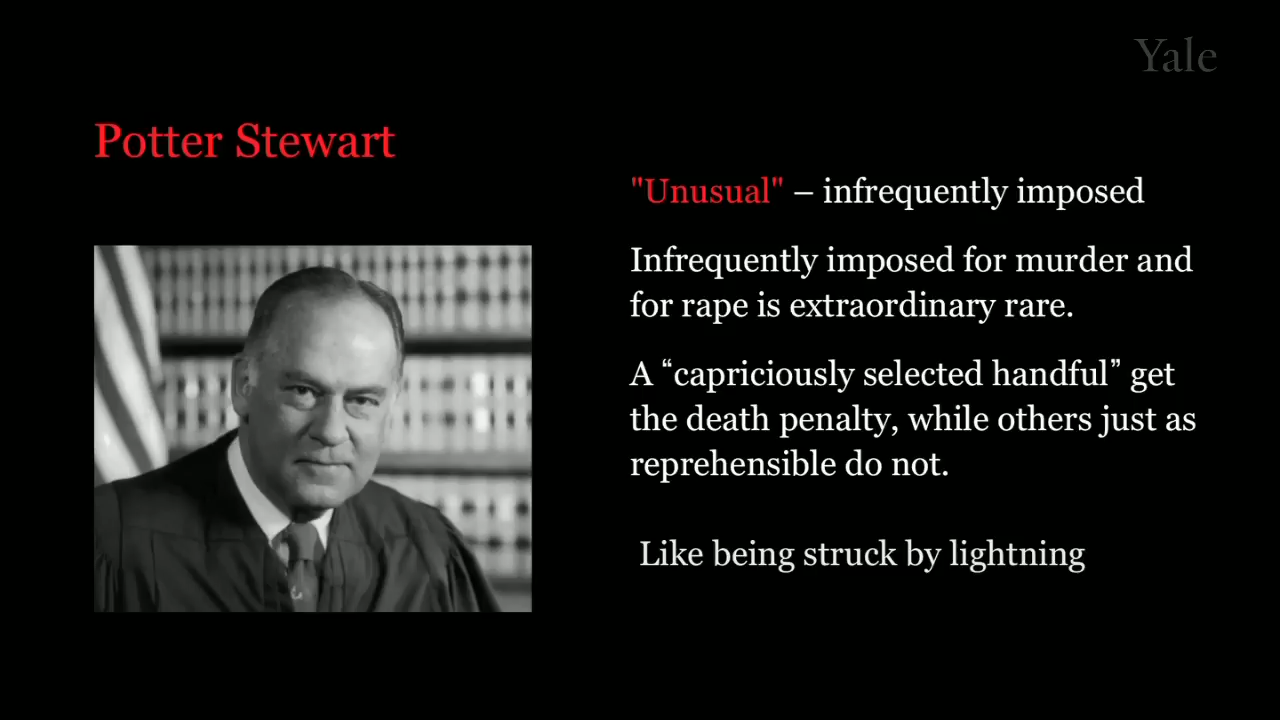 Yale
Potter Stewart
"Unusual" – infrequently imposed
Infrequently imposed for murder and
for rape is extraordinary rare.
A “capriciously selected handful” get
the death penalty, while others just as
reprehensible do not.
Like being struck by lightning